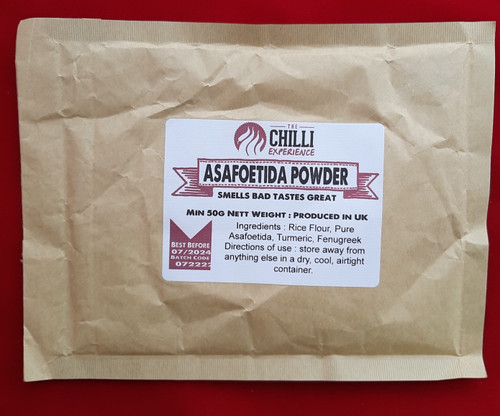 THE
CHILLI
EXPERIENCE
ASAFOETIDA POWDER
SMELLS BAD TASTES GREAT
MIN 50G NETT WEIGHT : PRODUCED IN UK
Ingredients : Rice Flour, Pure
Asafoetida, Turmeric, Fenugreek
Directions of use : store away from
anything else in a dry, cool, airtight
container.
BEST BEFORE
07/2024
BATCH CODE
072222